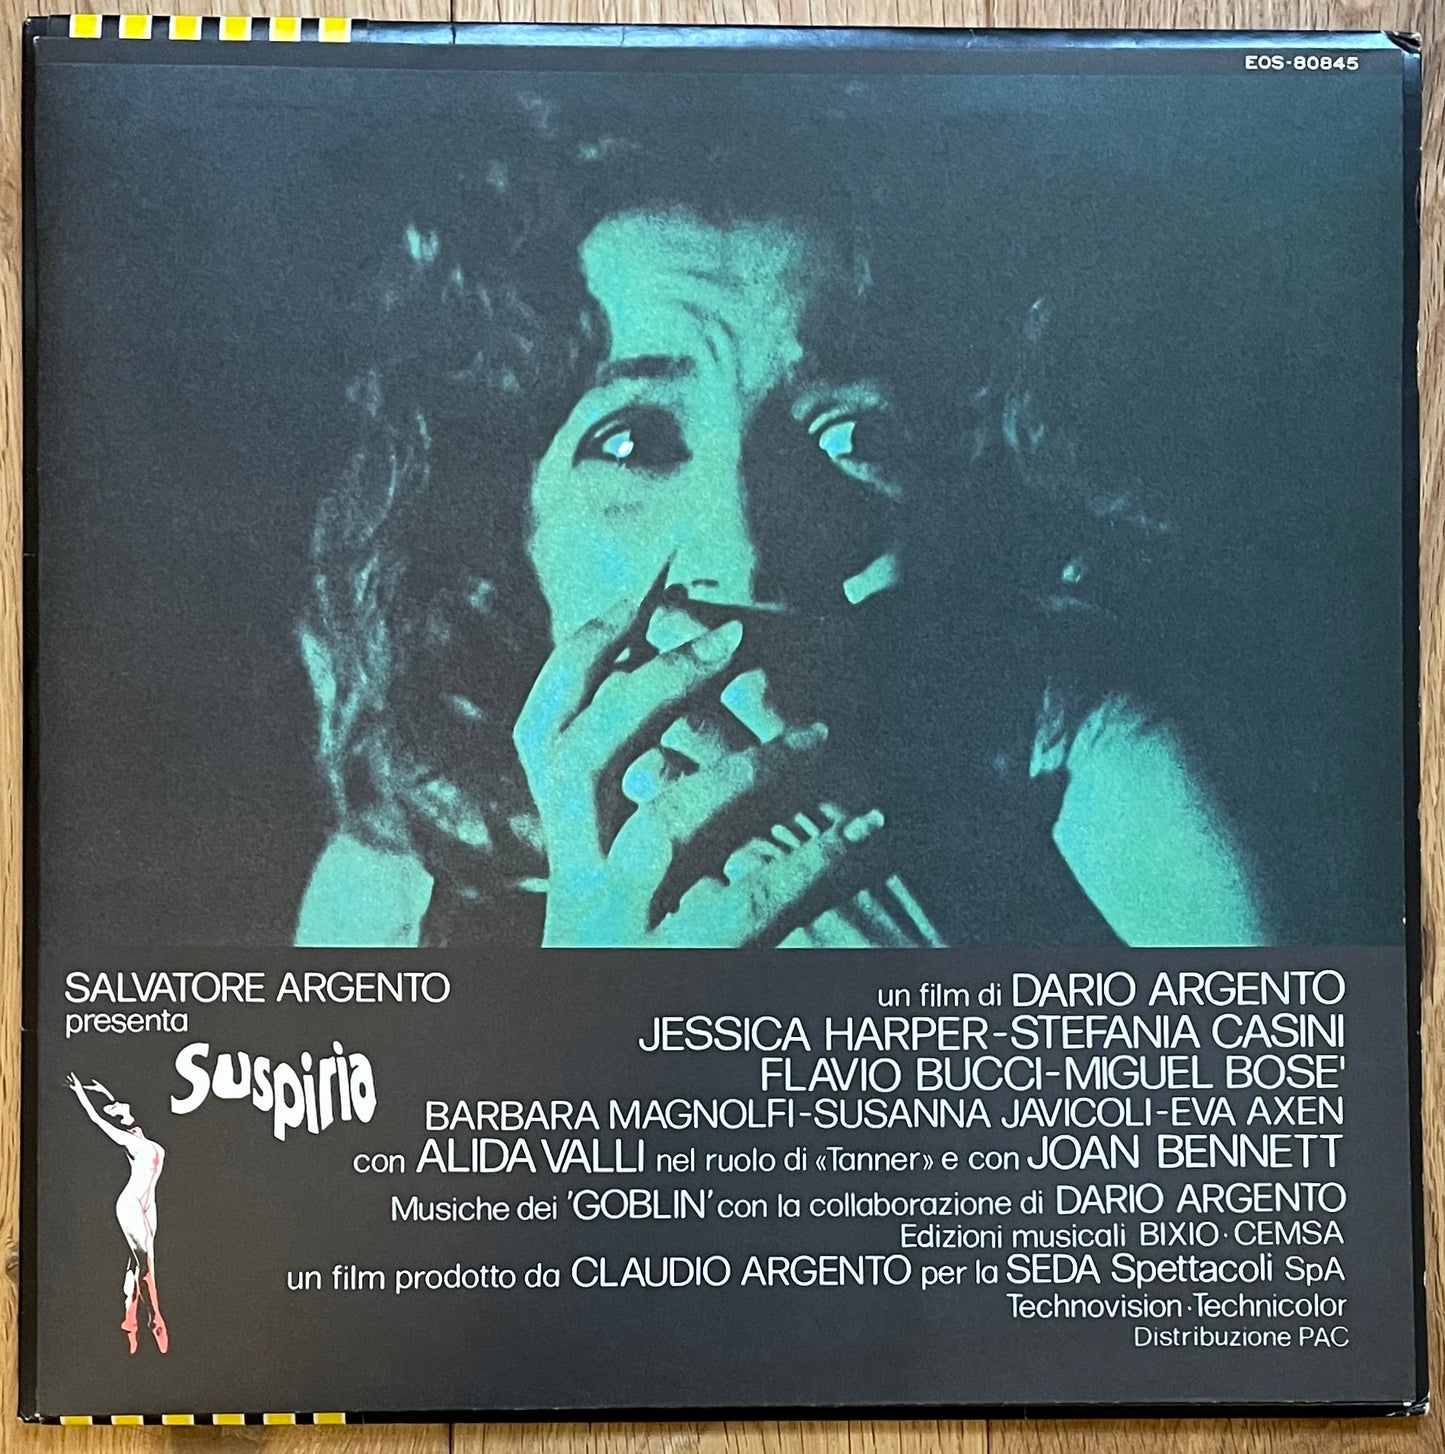 EOS-80845
SALVATORE ARGENTO
presenta
Suspiria
un film di DARIO ARGENTO
JESSICA HARPER-STEFANIA CASINI
FLAVIO BUCCI-MIGUEL BOSE'
BARBARA MAGNOLFI-SUSANNA JAVICOLI-EVA AXEN
con ALIDA VALLI nel ruolo di «Tanner» e con JOAN BENNETT
Musiche dei 'GOBLIN' con la collaborazione di DARIO ARGENTO
Edizioni musicali BIXIO·CEMSA
un film prodotto da CLAUDIO ARGENTO per la SEDA Spettacoli SpA
Technovision·Technicolor
Distribuzione PAC